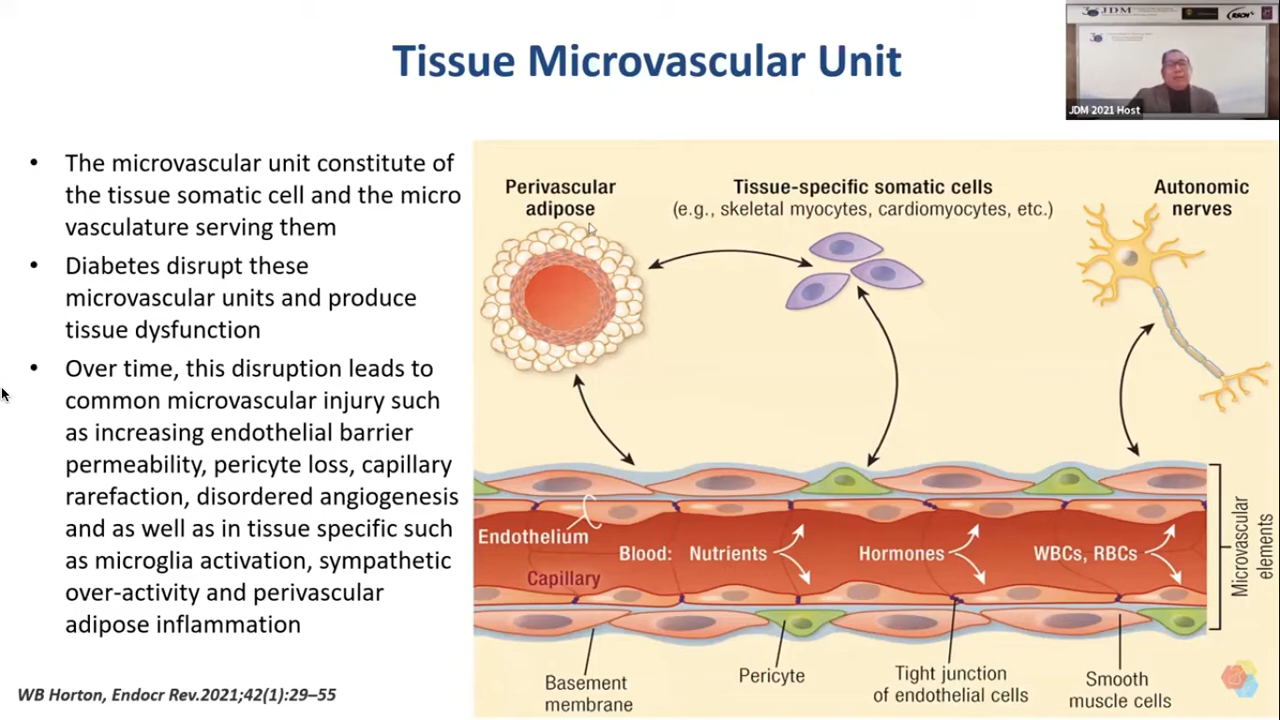 Tissue Microvascular Unit
JDM
RSCH
JDM 2021 Host
• The microvascular unit constitute of
the tissue somatic cell and the micro
vasculature serving them
• Diabetes disrupt these
microvascular units and produce
tissue dysfunction
• Over time, this disruption leads to
common microvascular injury such
as increasing endothelial barrier
permeability, pericyte loss, capillary
rarefaction, disordered angiogenesis
and as well as in tissue specific such
as microglia activation, sympathetic
over-activity and perivascular
adipose inflammation
WB Horton, Endocr Rev.2021;42(1):29–55
Perivascular
adipose
Tissue-specific somatic cells
(e.g., skeletal myocytes, cardiomyocytes, etc.)
Autonomic
nerves
Endothelium
Capillary
Blood: Nutrients
Hormones
WBCs, RBCs
Microvascular
elements
Basement
membrane
Pericyte
Tight junction
of endothelial cells
Smooth
muscle cells